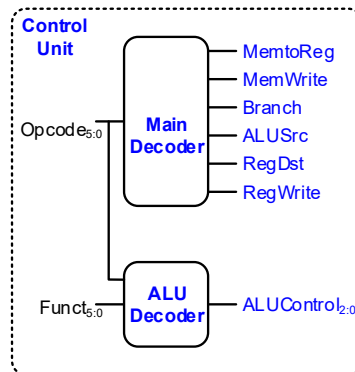 Control
Unit
MemtoReg
MemWrite
Branch
ALUSrc
RegDst
RegWrite
Opcode5:0
Main
Decoder
ALU
Decoder
Funct5:0
ALUControl2:0